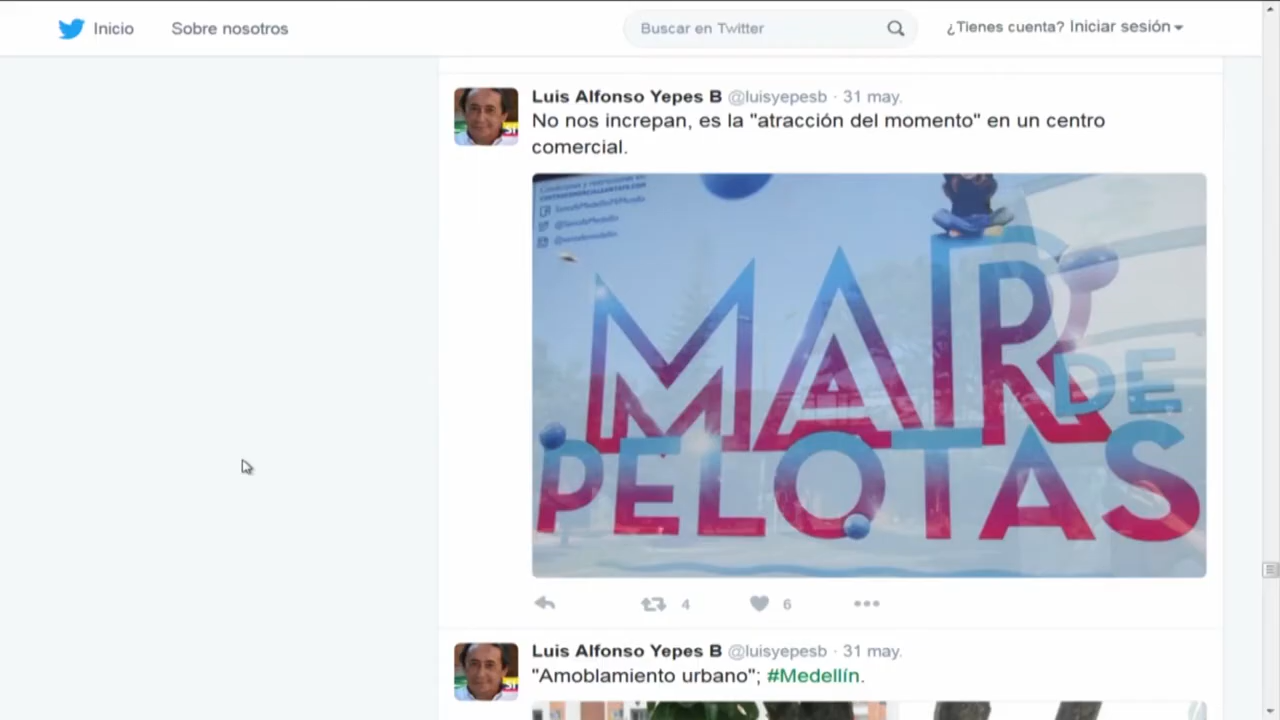 Inicio
Sobre nosotros
Buscar en Twitter
¿Tienes cuenta? Iniciar sesión
Luis Alfonso Yepes B @luisyepesb · 31 may.
No nos increpan, es la "atracción del momento" en un centro
comercial.
@SantafeMedellin
MAR
DE
PELOTAS
4
6
Luis Alfonso Yepes B @luisyepesb · 31 may.
"Amoblamiento urbano"; #Medellín.